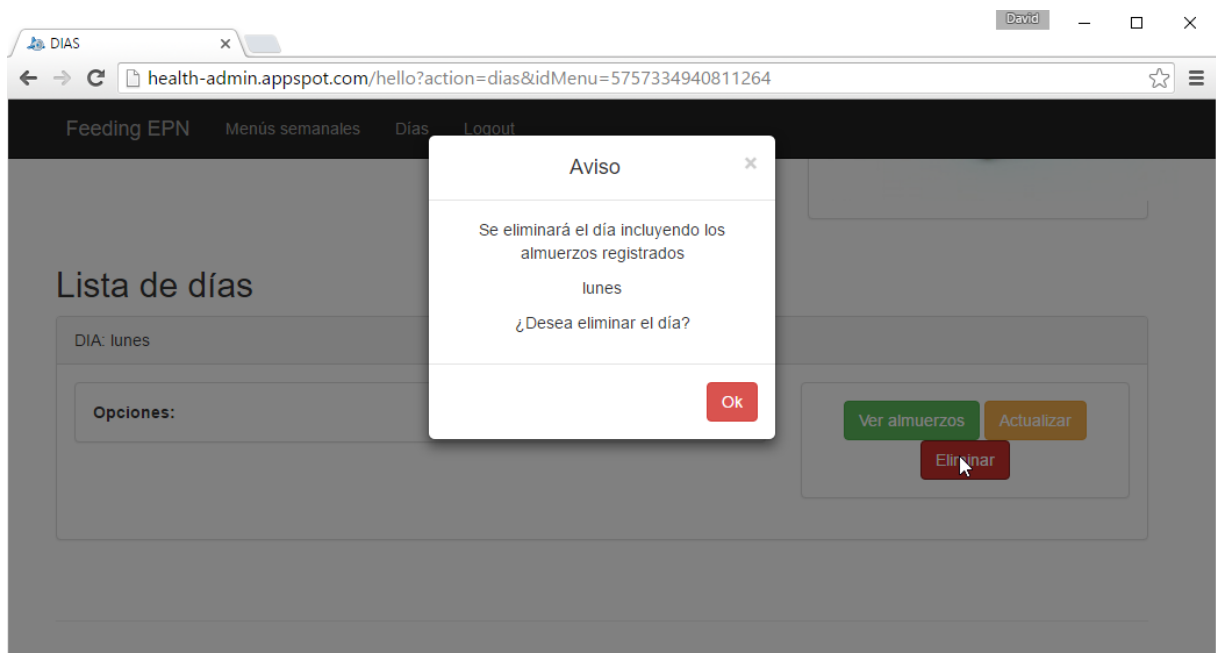 David
DIAS
health-admin.appspot.com/hello?action=dias&idMenu=5757334940811264
Feeding EPN Menús semanales Días Logout
Aviso
Se eliminará el día incluyendo los
almuerzos registrados
lunes
¿Desea eliminar el día?
Ok
Lista de días
DIA: lunes
Opciones:
Ver almuerzos Actualizar
Eliminar